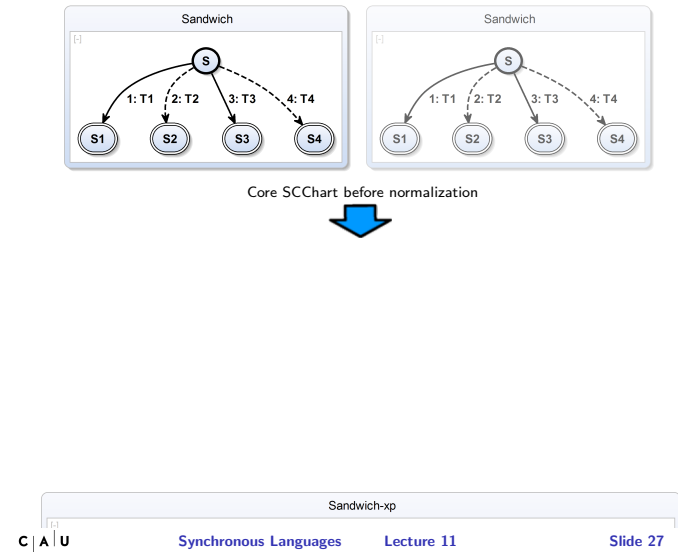 Sandwich
[-]
S
1: T1 2: T2 3: T3 4: T4
S1 S2 S3 S4
Sandwich
[-]
S
1: T1 2: T2 3: T3 4: T4
S1 S2 S3 S4
Core SCChart before normalization
Sandwich-xp
[-]
C | A | U Synchronous Languages Lecture 11 Slide 27